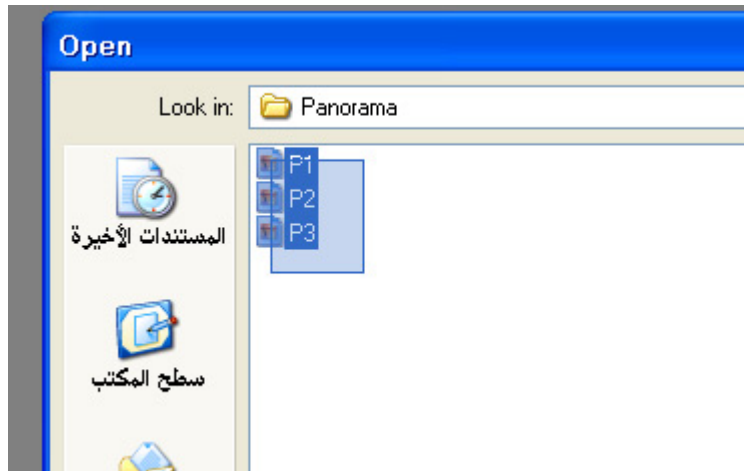 Open
Look in: Panorama
P1
P2
P3
المستندات الأخيرة
سطح المكتب